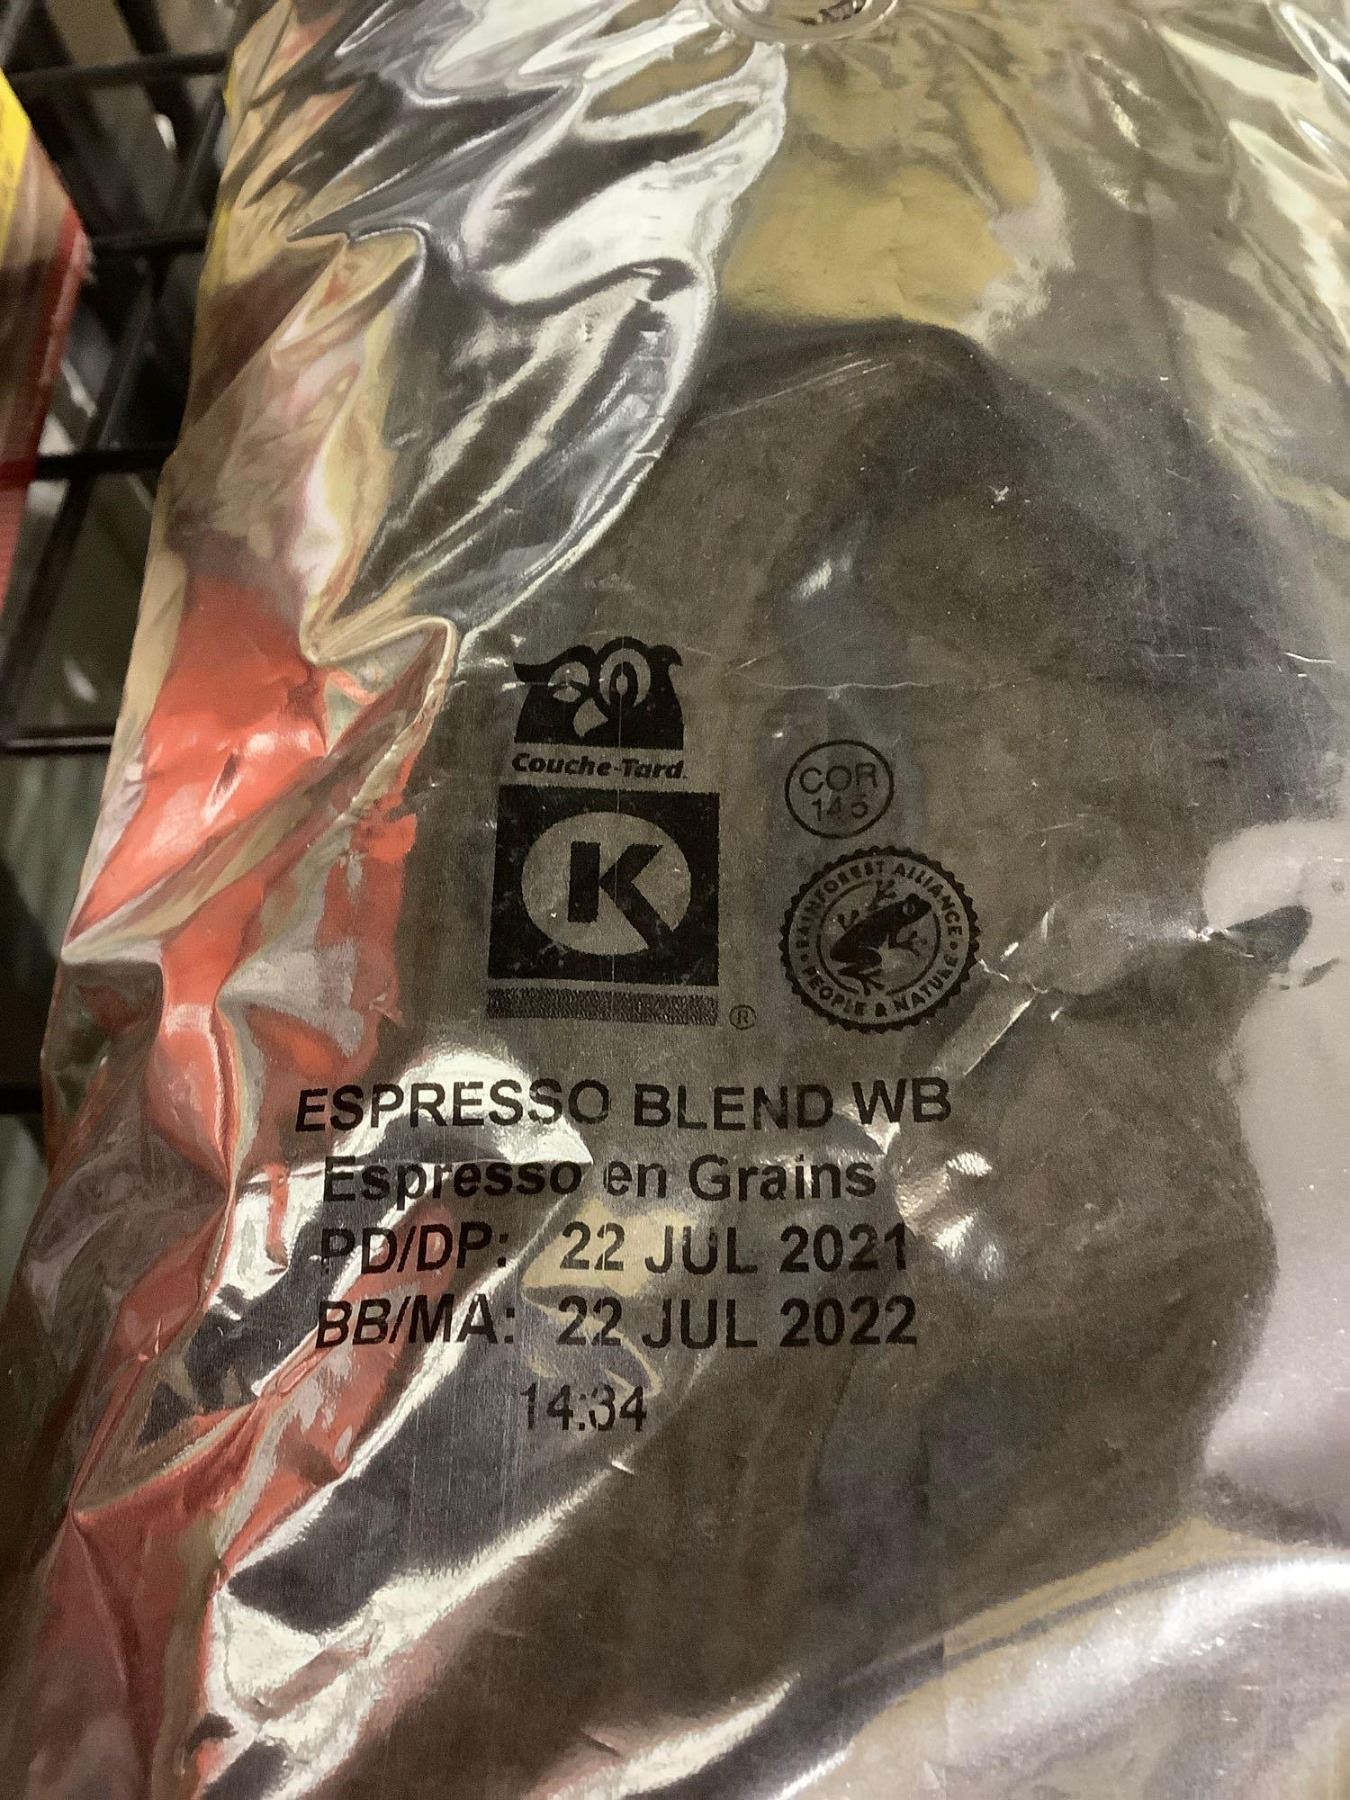 Couche-Tard
K
®
COR
145
RAINFOREST ALLIANCE
PEOPLE & NATURE
ESPRESSO BLEND WB
Espresso en Grains
PD/DP: 22 JUL 2021
BB/MA: 22 JUL 2022
14:34